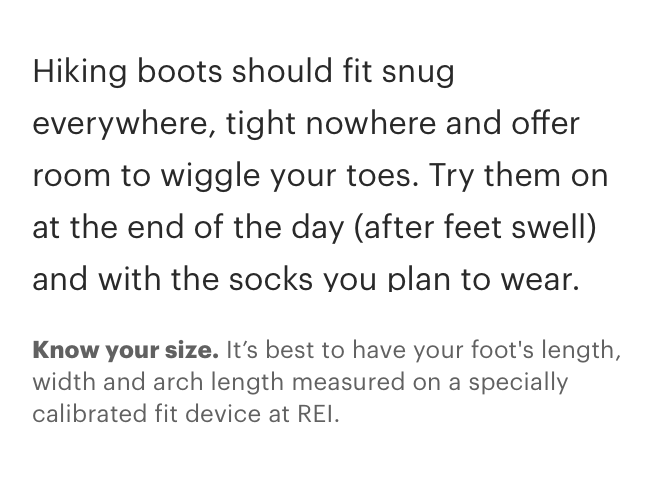 Hiking boots should fit snug
everywhere, tight nowhere and offer
room to wiggle your toes. Try them on
at the end of the day (after feet swell)
and with the socks you plan to wear.
Know your size. It’s best to have your foot's length,
width and arch length measured on a specially
calibrated fit device at REI.